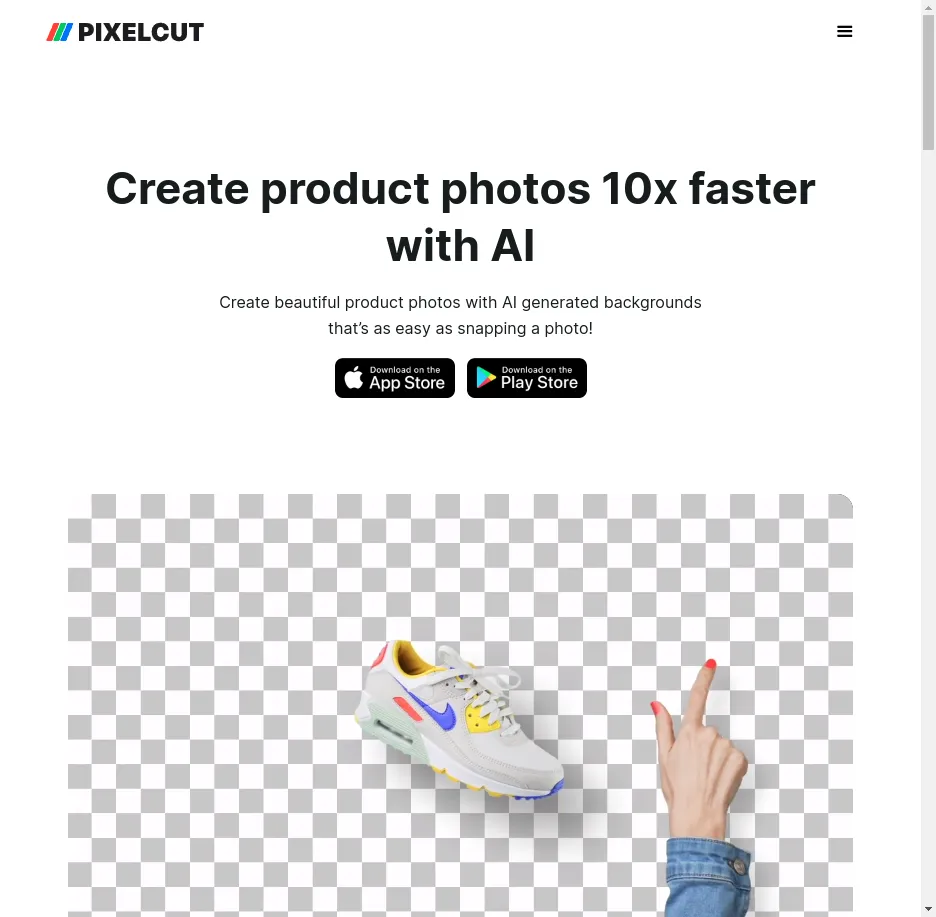 PIXELCUT
Create product photos 10x faster
with AI
Create beautiful product photos with AI generated backgrounds
that’s as easy as snapping a photo!
Download on the
App Store
Download on the
Play Store